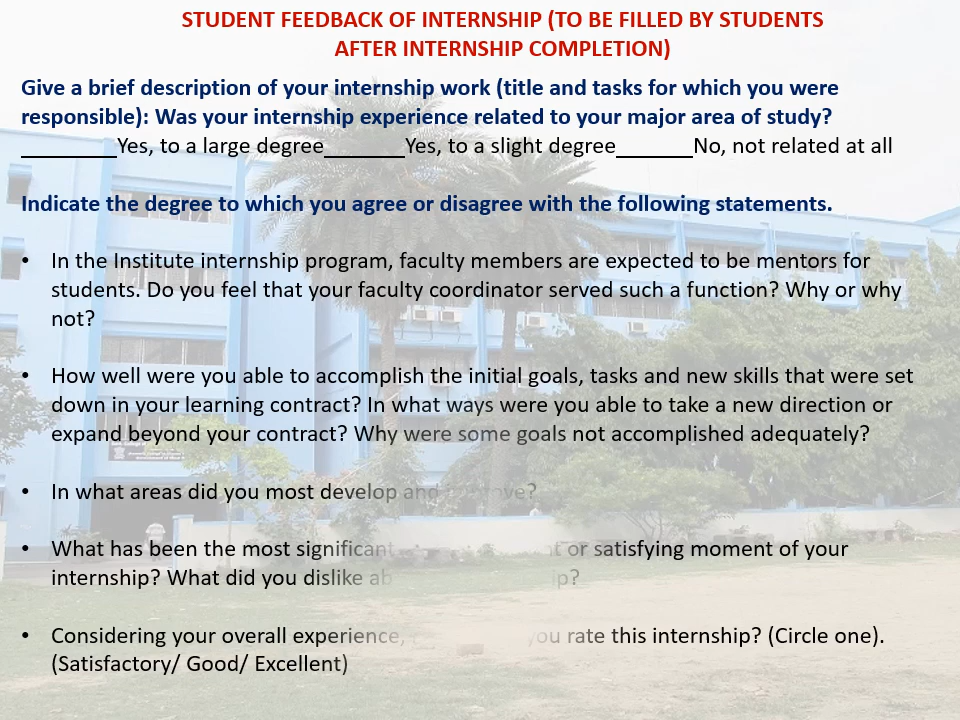 STUDENT FEEDBACK OF INTERNSHIP (TO BE FILLED BY STUDENTS
AFTER INTERNSHIP COMPLETION)
Give a brief description of your internship work (title and tasks for which you were
responsible): Was your internship experience related to your major area of study?
________Yes, to a large degree_______Yes, to a slight degree______No, not related at all
Indicate the degree to which you agree or disagree with the following statements.
• In the Institute internship program, faculty members are expected to be mentors for
students. Do you feel that your faculty coordinator served such a function? Why or why
not?
• How well were you able to accomplish the initial goals, tasks and new skills that were set
down in your learning contract? In what ways were you able to take a new direction or
expand beyond your contract? Why were some goals not accomplished adequately?
• In what areas did you most develop and improve?
• What has been the most significant or satisfying moment of your
internship? What did you dislike
• Considering your overall experience, you rate this internship? (Circle one).
(Satisfactory/ Good/ Excellent)